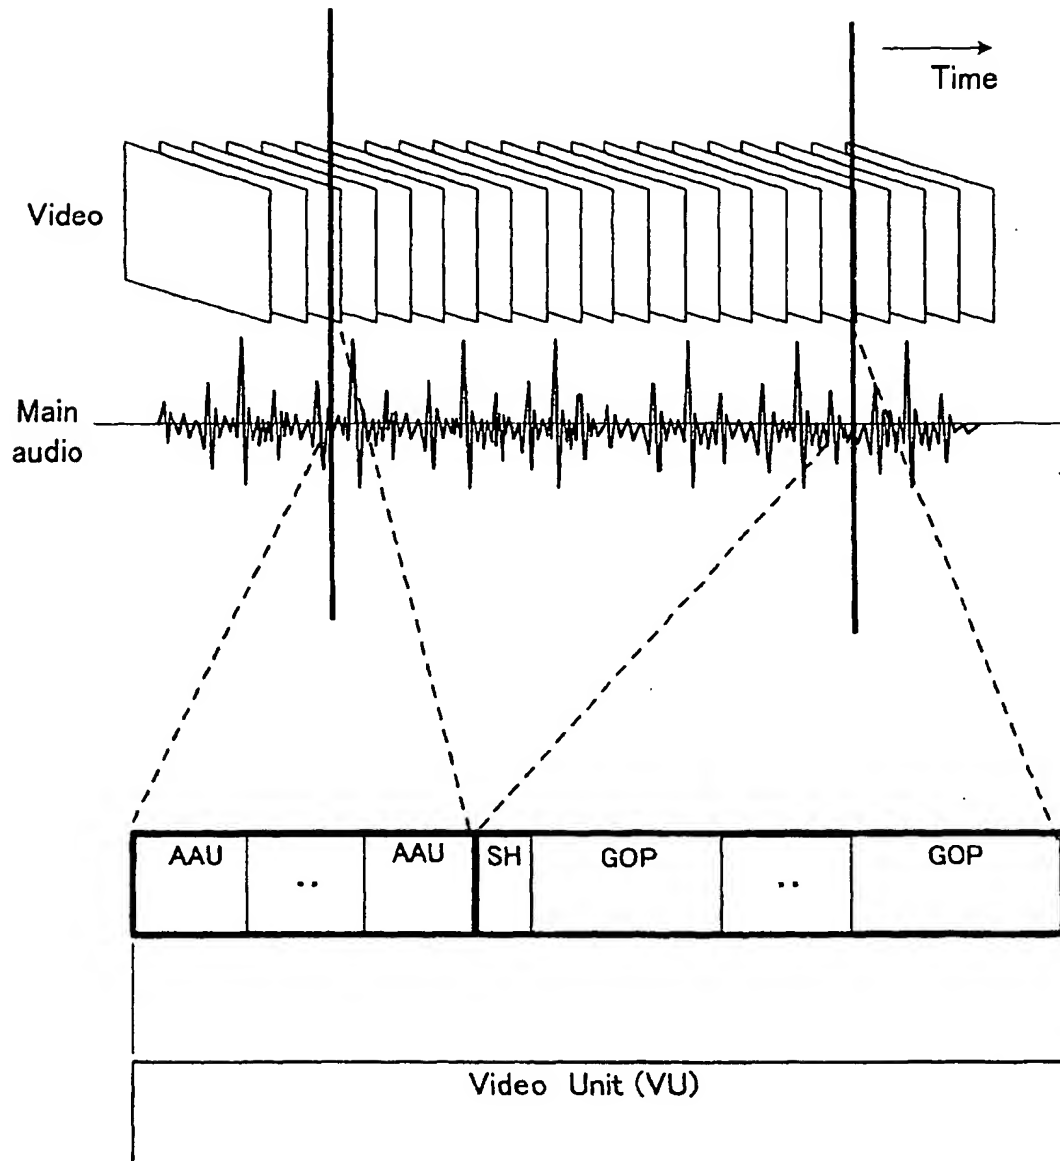 Time
Video
Main
audio
AAU .. AAU SH GOP .. GOP
Video Unit (VU)